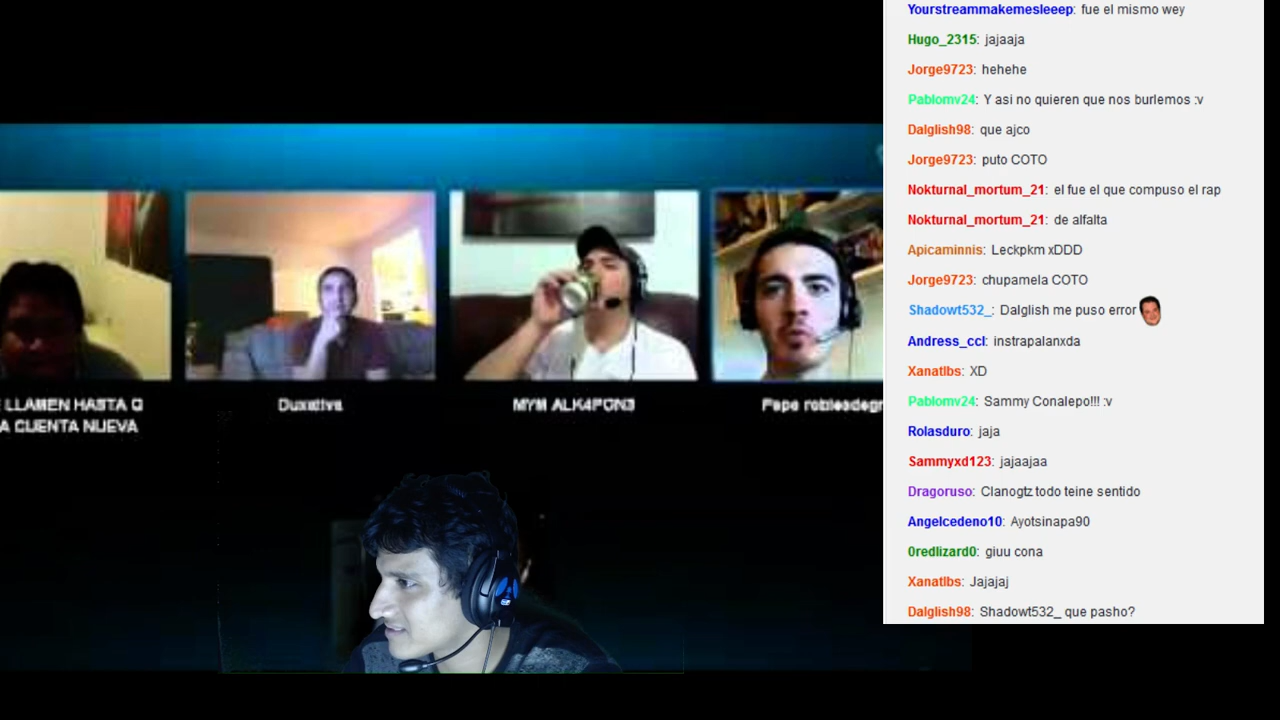 LLAMEN HASTA Q
A CUENTA NUEVA
Duxativa
MYM ALK4PON3
Pepe roblesdegr
Yourstreammakemesleeep: fue el mismo wey
Hugo_2315: jajaaja
Jorge9723: hehehe
Pablomv24: Y asi no quieren que nos burlemos :v
Dalglish98: que ajco
Jorge9723: puto COTO
Nokturnal_mortum_21: el fue el que compuso el rap
Nokturnal_mortum_21: de alfalta
Apicaminnis: Leckpkm xDDD
Jorge9723: chupamela COTO
Shadowt532_: Dalglish me puso error
Andress_ccl: instrapalanxda
Xanatlbs: XD
Pablomv24: Sammy Conalepo!!! :v
Rolasduro: jaja
Sammyxd123: jajaajaa
Dragoruso: Clanogtz todo teine sentido
Angelcedeno10: Ayotsinapa90
0redlizard0: giuu cona
Xanatlbs: Jajajaj
Dalglish98: Shadowt532_ que pasho?